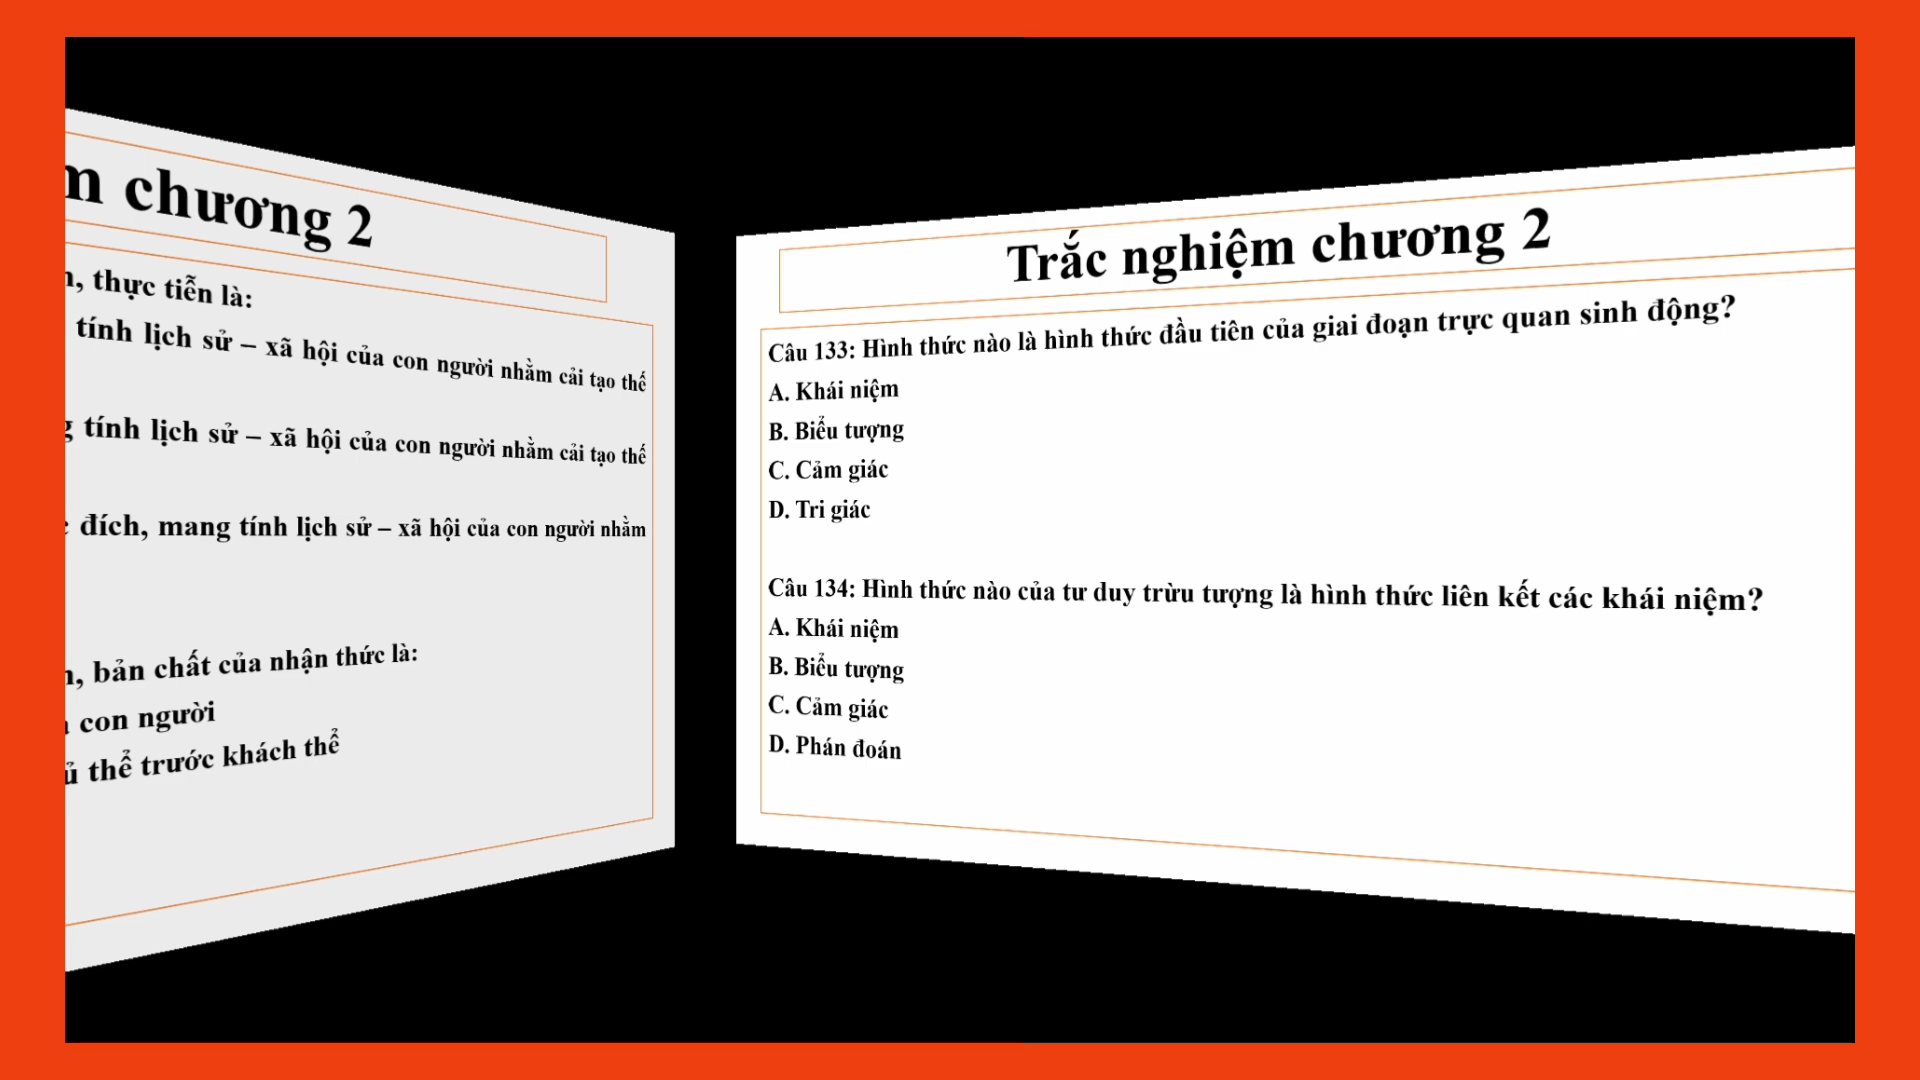 chương 2
thực tiễn là:
tính lịch sử – xã hội của con người nhằm cải tạo thế
tính lịch sử – xã hội của con người nhằm cải tạo thế
đích, mang tính lịch sử – xã hội của con người nhằm
bản chất của nhận thức là:
con người
thể trước khách thể
Trắc nghiệm chương 2
Câu 133: Hình thức nào là hình thức đầu tiên của giai đoạn trực quan sinh động?
A. Khái niệm
B. Biểu tượng
C. Cảm giác
D. Tri giác
Câu 134: Hình thức nào của tư duy trừu tượng là hình thức liên kết các khái niệm?
A. Khái niệm
B. Biểu tượng
C. Cảm giác
D. Phán đoán